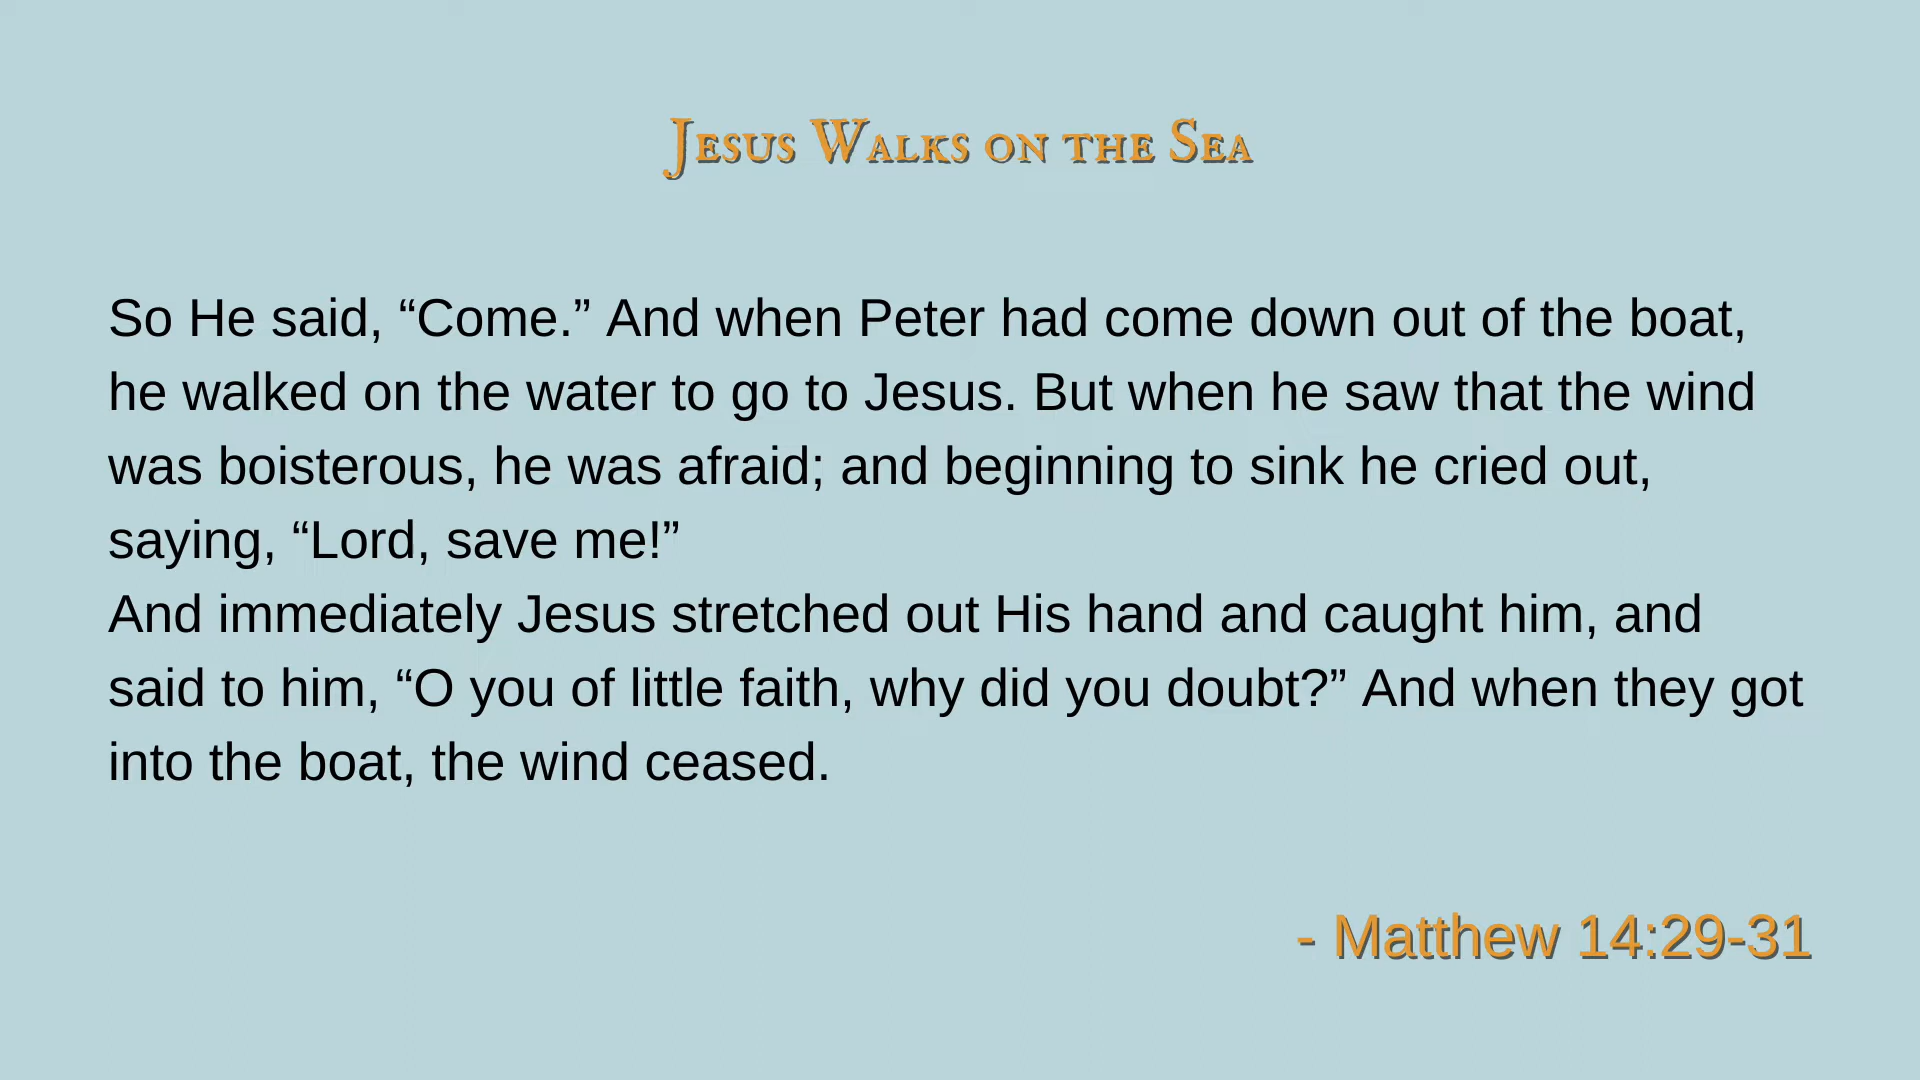 Jesus Walks on the Sea
So He said, “Come.” And when Peter had come down out of the boat,
he walked on the water to go to Jesus. But when he saw that the wind
was boisterous, he was afraid; and beginning to sink he cried out,
saying, “Lord, save me!”
And immediately Jesus stretched out His hand and caught him, and
said to him, “O you of little faith, why did you doubt?” And when they got
into the boat, the wind ceased.
- Matthew 14:29-31